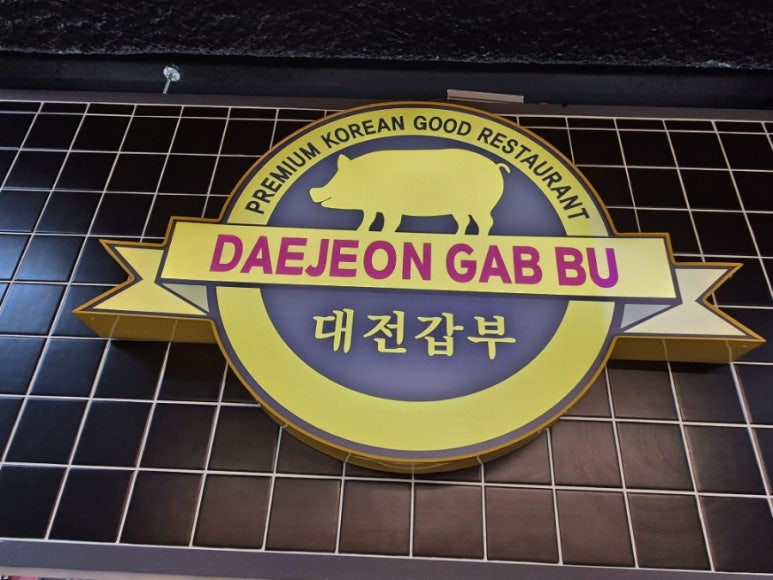 PREMIUM KOREAN GOOD RESTAURANT
DAEJEON GAB BU
대전갑부